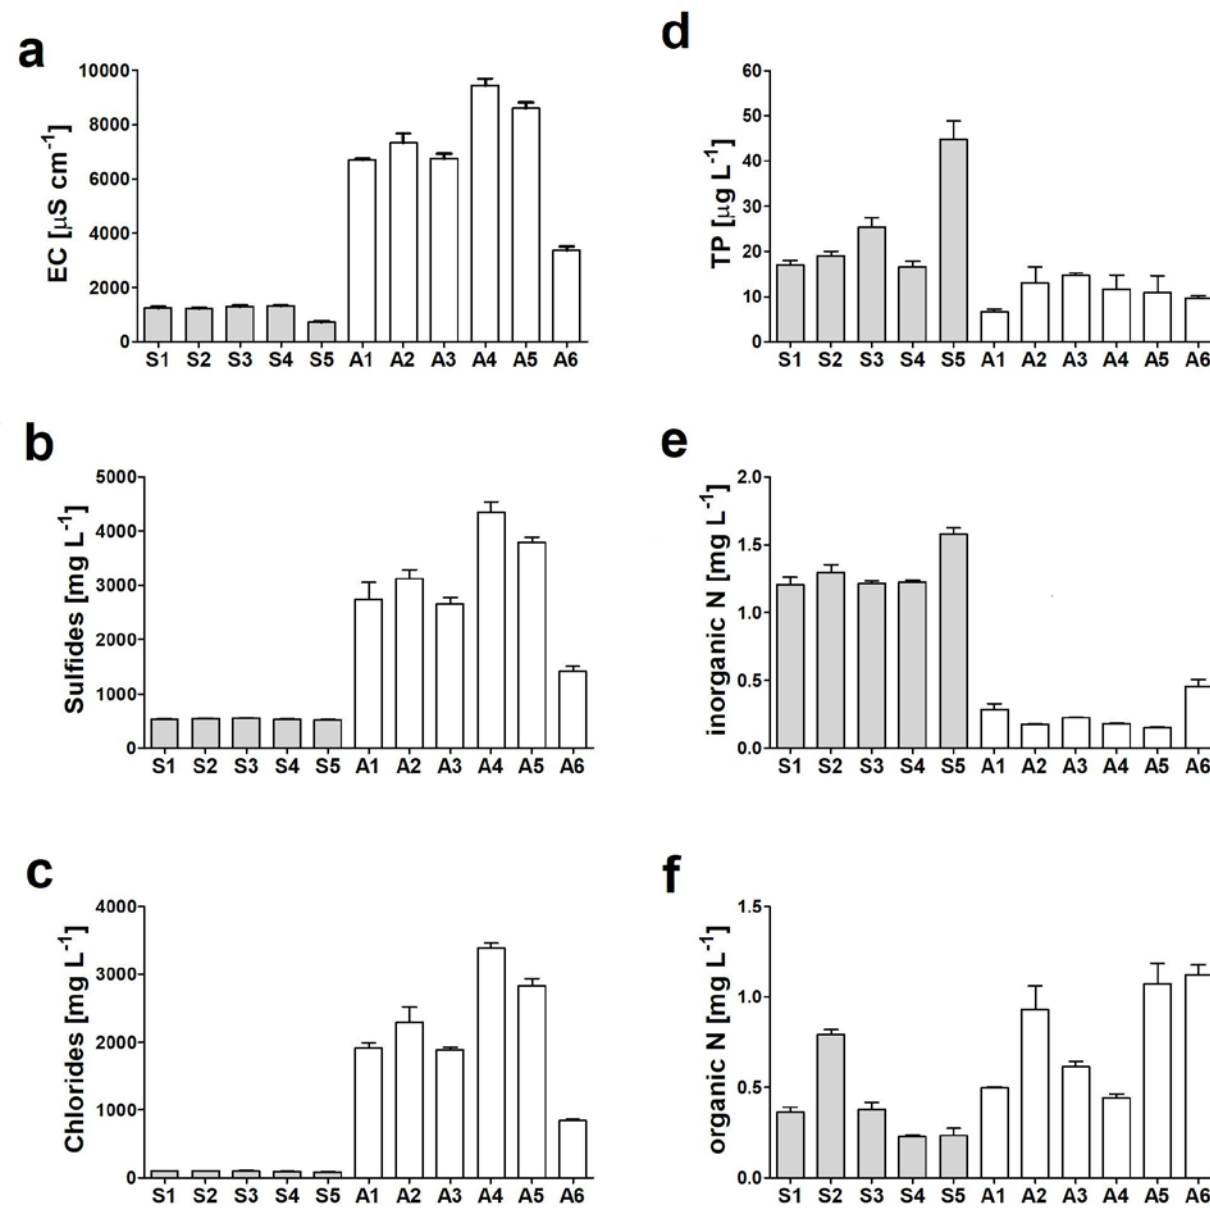 a
EC [μS cm⁻¹]
10000
8000
6000
4000
2000
0
S1 S2 S3 S4 S5 A1 A2 A3 A4 A5 A6
d
TP [μg L⁻¹]
60
50
40
30
20
10
0
S1 S2 S3 S4 S5 A1 A2 A3 A4 A5 A6
b
Sulfides [mg L⁻¹]
5000
4000
3000
2000
1000
0
S1 S2 S3 S4 S5 A1 A2 A3 A4 A5 A6
e
inorganic N [mg L⁻¹]
2.0
1.5
1.0
0.5
0.0
S1 S2 S3 S4 S5 A1 A2 A3 A4 A5 A6
c
Chlorides [mg L⁻¹]
4000
3000
2000
1000
0
S1 S2 S3 S4 S5 A1 A2 A3 A4 A5 A6
f
organic N [mg L⁻¹]
1.5
1.0
0.5
0.0
S1 S2 S3 S4 S5 A1 A2 A3 A4 A5 A6